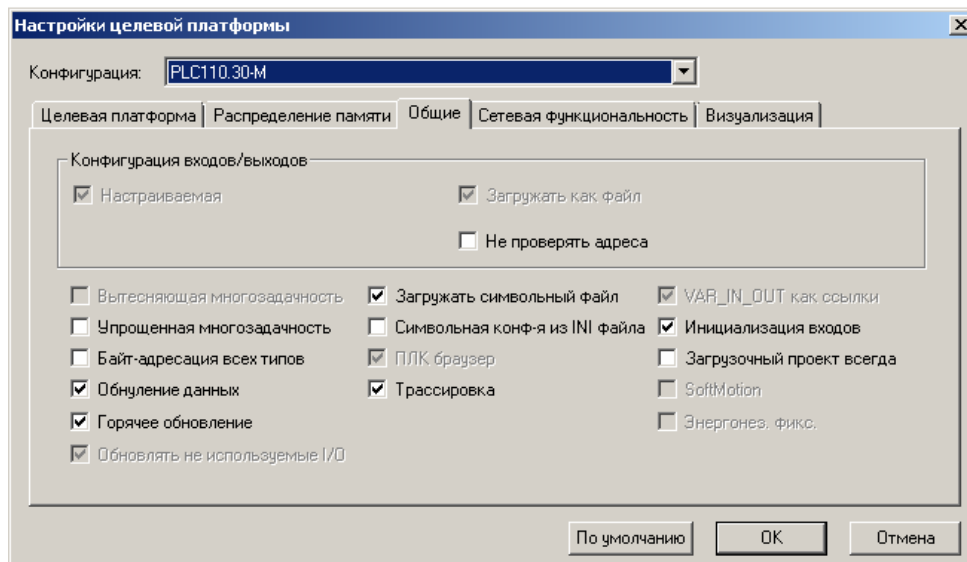 Настройки целевой платформы
Конфигурация: PLC110.30-M
Целевая платформа Распределение памяти Общие Сетевая функциональность Визуализация
Конфигурация входов/выходов
Настраиваемая Загружать как файл
Не проверять адреса
Вытесняющая многозадачность Загружать символьный файл VAR_IN_OUT как ссылки
Упрощенная многозадачность Символьная конф-я из INI файла Инициализация входов
Байт-адресация всех типов ПЛК браузер Загрузочный проект всегда
Обнуление данных Трассировка SoftMotion
Горячее обновление Энергонез. фикс.
Обновлять не используемые I/O
По умолчанию OK Отмена